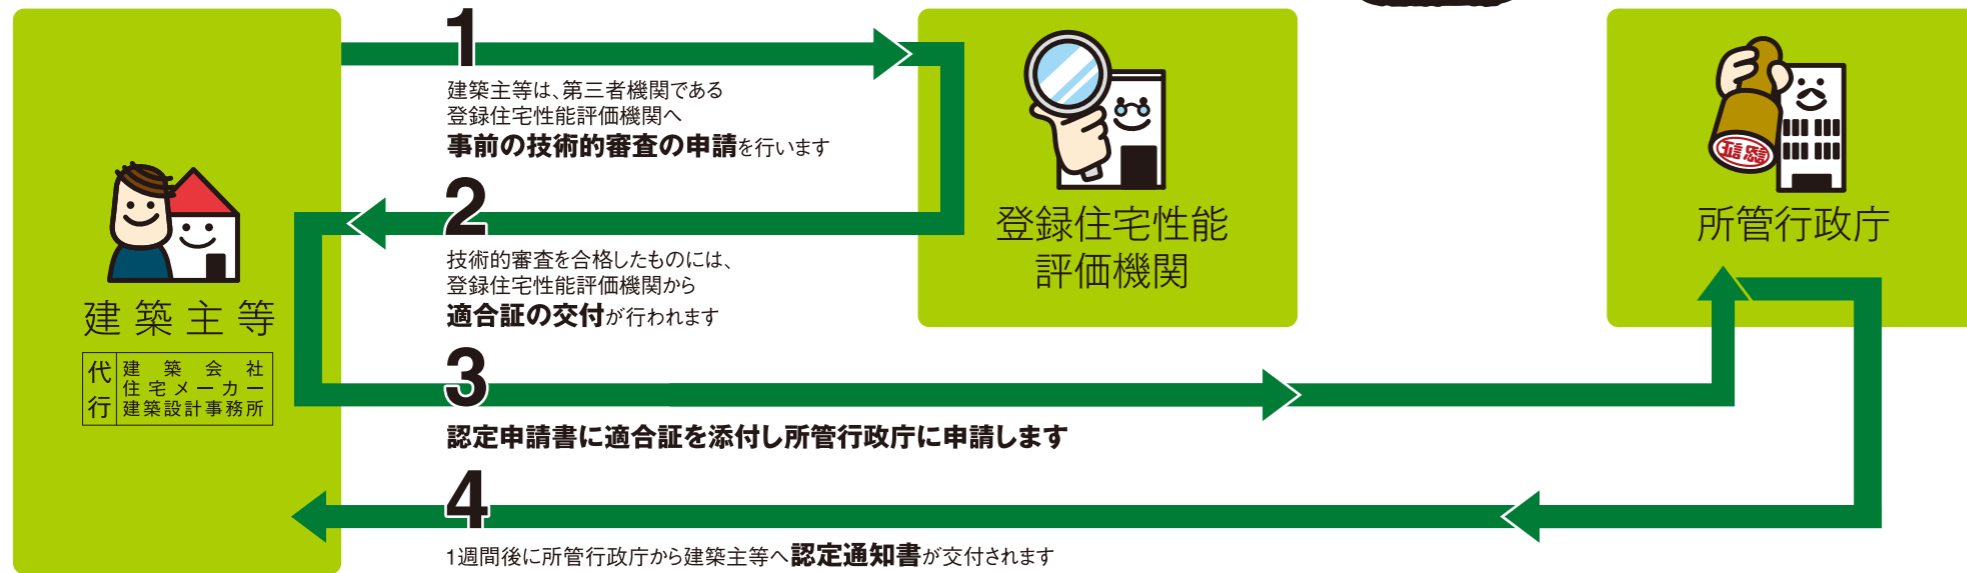 1
建築主等は、第三者機関である
登録住宅性能評価機関へ
事前の技術的審査の申請を行います
2
技術的審査を合格したものには、
登録住宅性能評価機関から
適合証の交付が行われます
3
認定申請書に適合証を添付し所管行政庁に申請します
4
1週間後に所管行政庁から建築主等へ認定通知書が交付されます
建築主等
代行
建築会社
住宅メーカー
建築設計事務所
登録住宅性能
評価機関
所管行政庁